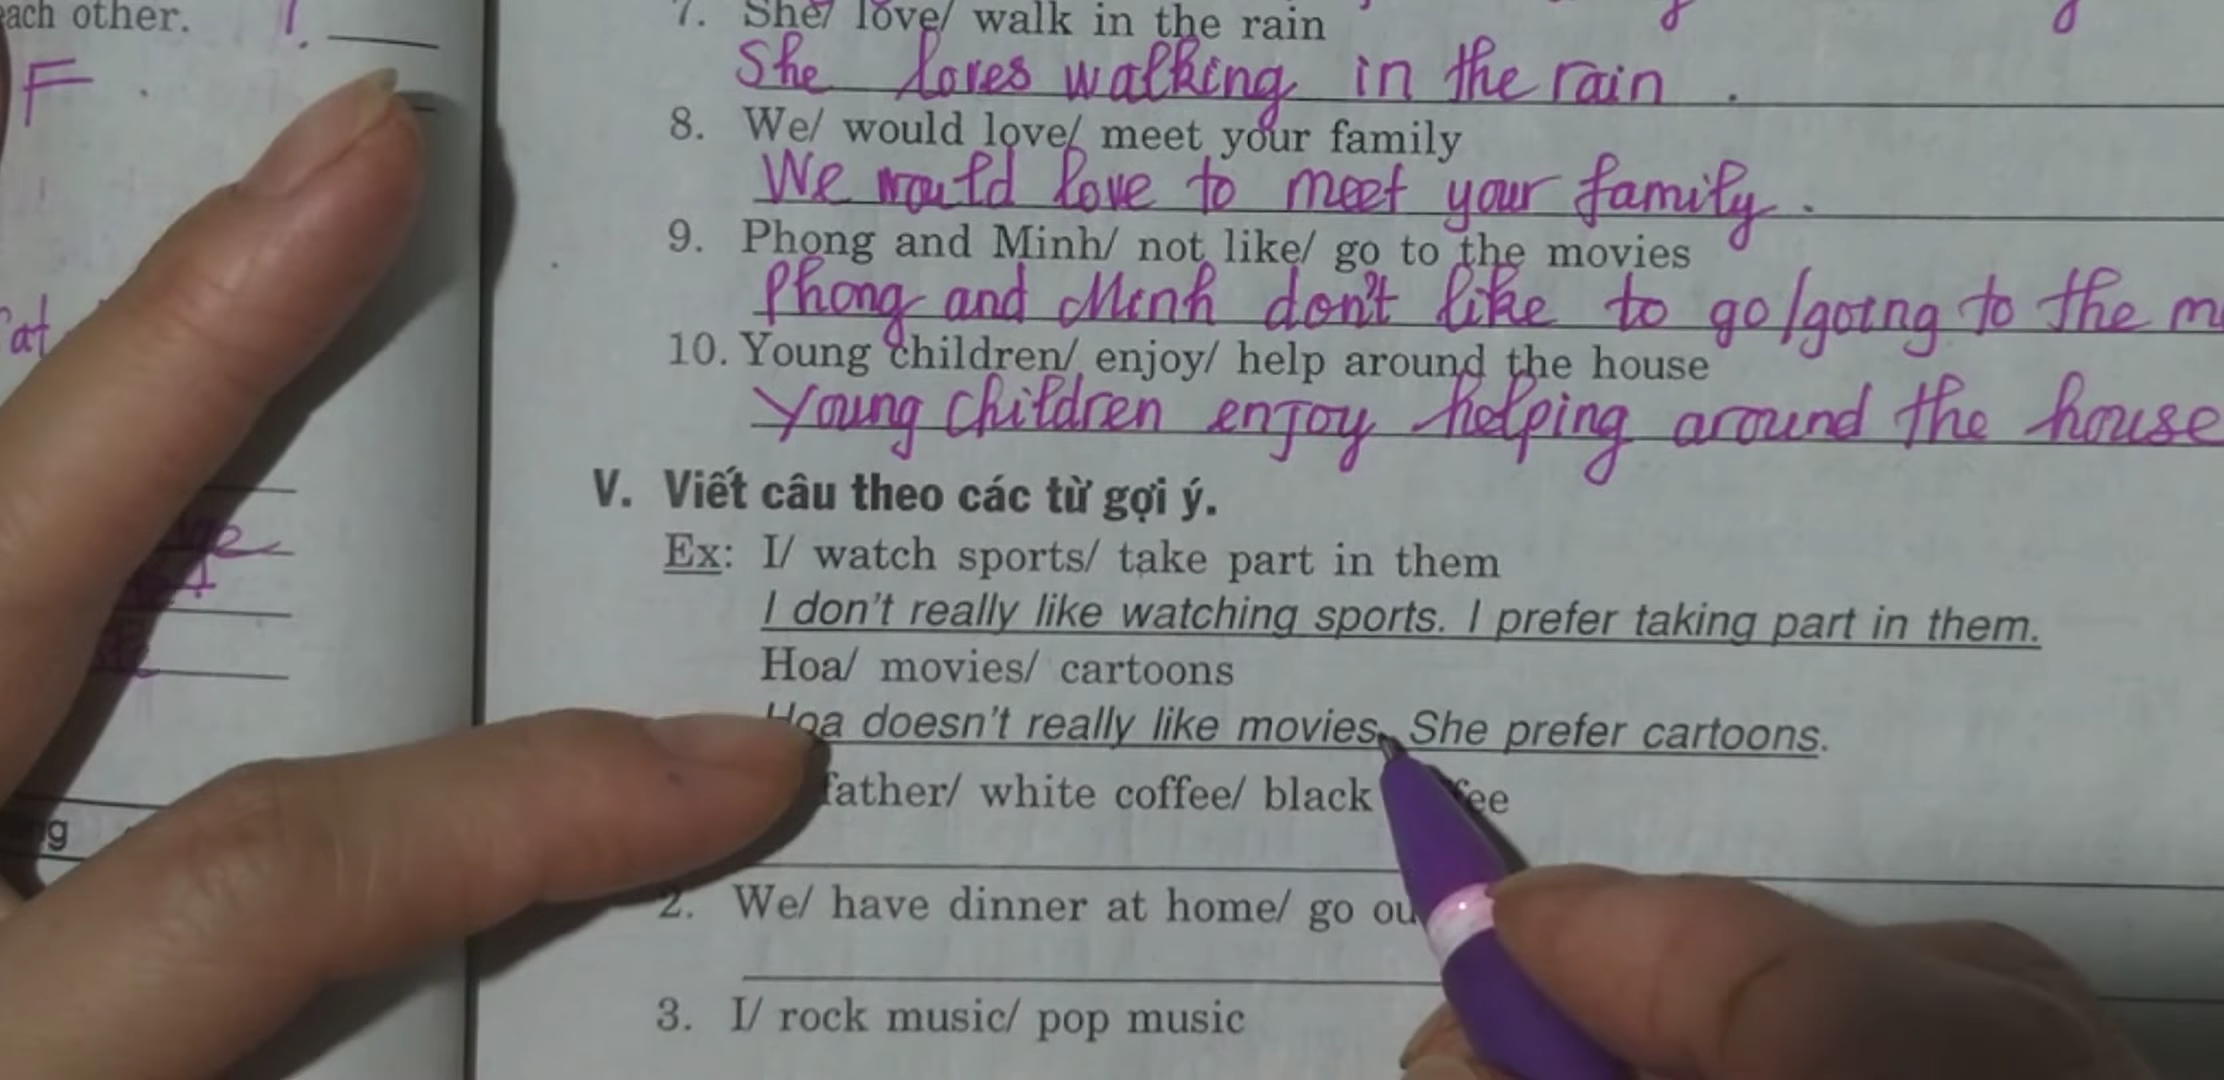 ach other.
1.
F
at
g
7. She/ love/ walk in the rain
She loves walking in the rain.
8. We/ would love/ meet your family
We would love to meet your family.
9. Phong and Minh/ not like/ go to the movies
Phong and Minh don't like to go/going to the m
10. Young children/ enjoy/ help around the house
Young children enjoy helping around the house
V. Viết câu theo các từ gợi ý.
Ex: I/ watch sports/ take part in them
I don't really like watching sports. I prefer taking part in them.
Hoa/ movies/ cartoons
Hoa doesn't really like movies. She prefer cartoons.
father/ white coffee/ black
2. We/ have dinner at home/ go ou
3. I/ rock music/ pop music